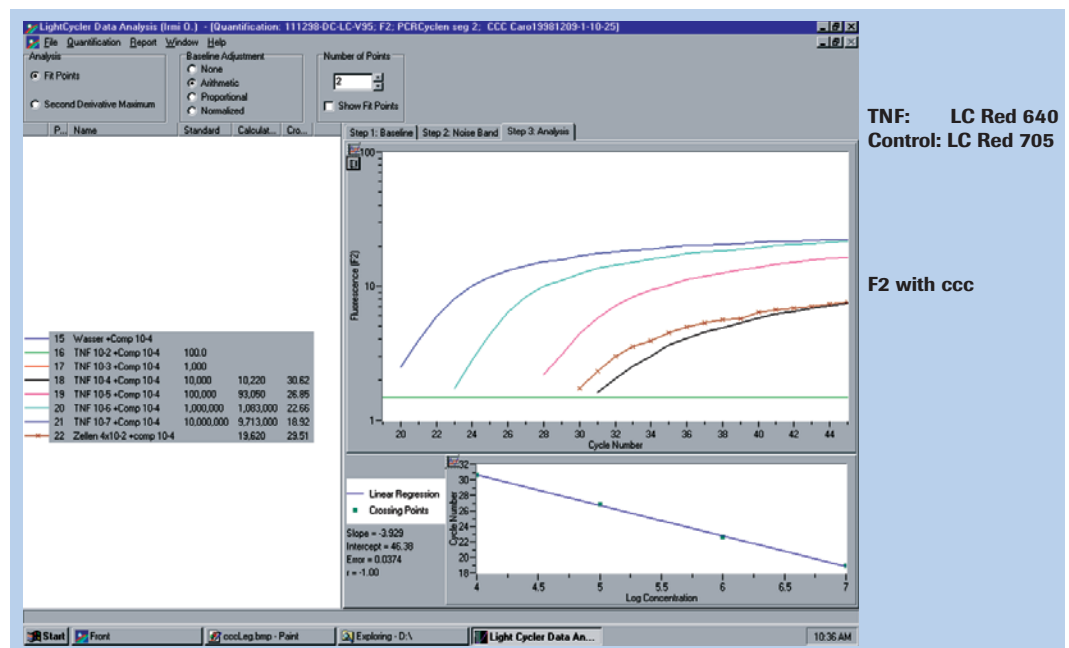 LightCycler Data Analysis (Irmi O.) - [Quantification: 111298-DC-LC-V95; F2; PCRCyclen seg 2; CCC Caro19981209-1-10-25]
File Quantification Report Window Help
Analysis
Fit Points
Second Derivative Maximum
Baseline Adjustment
None
Arithmetic
Proportional
Normalized
Number of Points
2
Show Fit Points
TNF: LC Red 640
Control: LC Red 705
F2 with ccc
P... Name Standard Calculat... Cro...
15 Wasser +Comp 10-4
16 TNF 10-2 +Comp 10-4 100.0
17 TNF 10-3 +Comp 10-4 1,000
18 TNF 10-4 +Comp 10-4 10,000 10,220 30.62
19 TNF 10-5 +Comp 10-4 100,000 93,050 26.85
20 TNF 10-6 +Comp 10-4 1,000,000 1,083,000 22.66
21 TNF 10-7 +Comp 10-4 10,000,000 9,713,000 18.92
22 Zellen 4x10-2 +comp 10-4 19,620 29.51
Step 1: Baseline Step 2: Noise Band Step 3: Analysis
100
10
1
Fluorescence (F2)
20 22 24 26 28 30 32 34 36 38 40 42 44
Cycle Number
Linear Regression
Crossing Points
Slope = -3.929
Intercept = 46.38
Error = 0.0374
r = -1.00
32
30
28
26
24
22
20
18
Cycle Number
4 4.5 5 5.5 6 6.5 7
Log Concentration
Start Front cccLeg.bmp - Paint Exploring - D:\ Light Cycler Data An... 10:36 AM